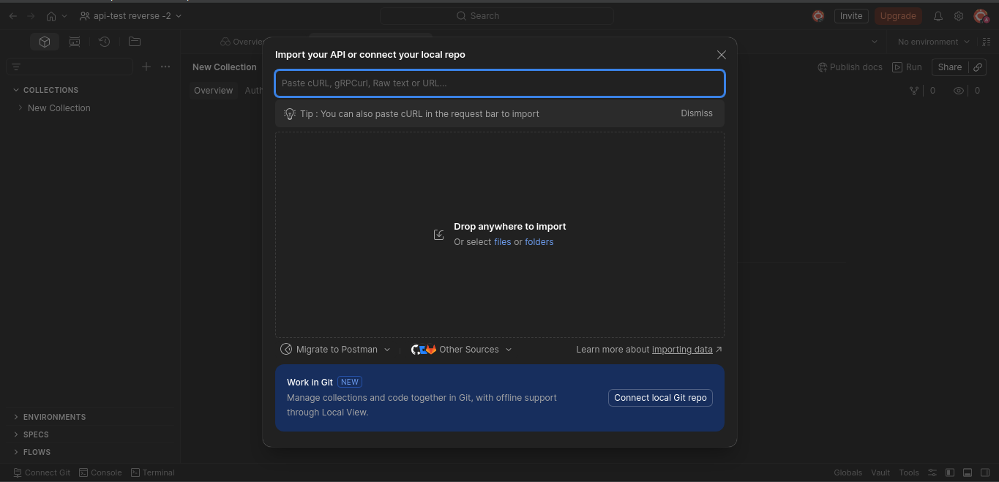 api-test reverse -2
Search
Invite
Upgrade
Overview
No environment
New Collection
Publish docs
Run
Share
Overview
Auth
0
0
COLLECTIONS
New Collection
Import your API or connect your local repo
Paste cURL, gRPCurl, Raw text or URL...
Tip : You can also paste cURL in the request bar to import
Dismiss
Drop anywhere to import
Or select files or folders
Migrate to Postman
Other Sources
Learn more about importing data
Work in Git NEW
Manage collections and code together in Git, with offline support
through Local View.
Connect local Git repo
ENVIRONMENTS
SPECS
FLOWS
Connect Git
Console
Terminal
Globals
Vault
Tools